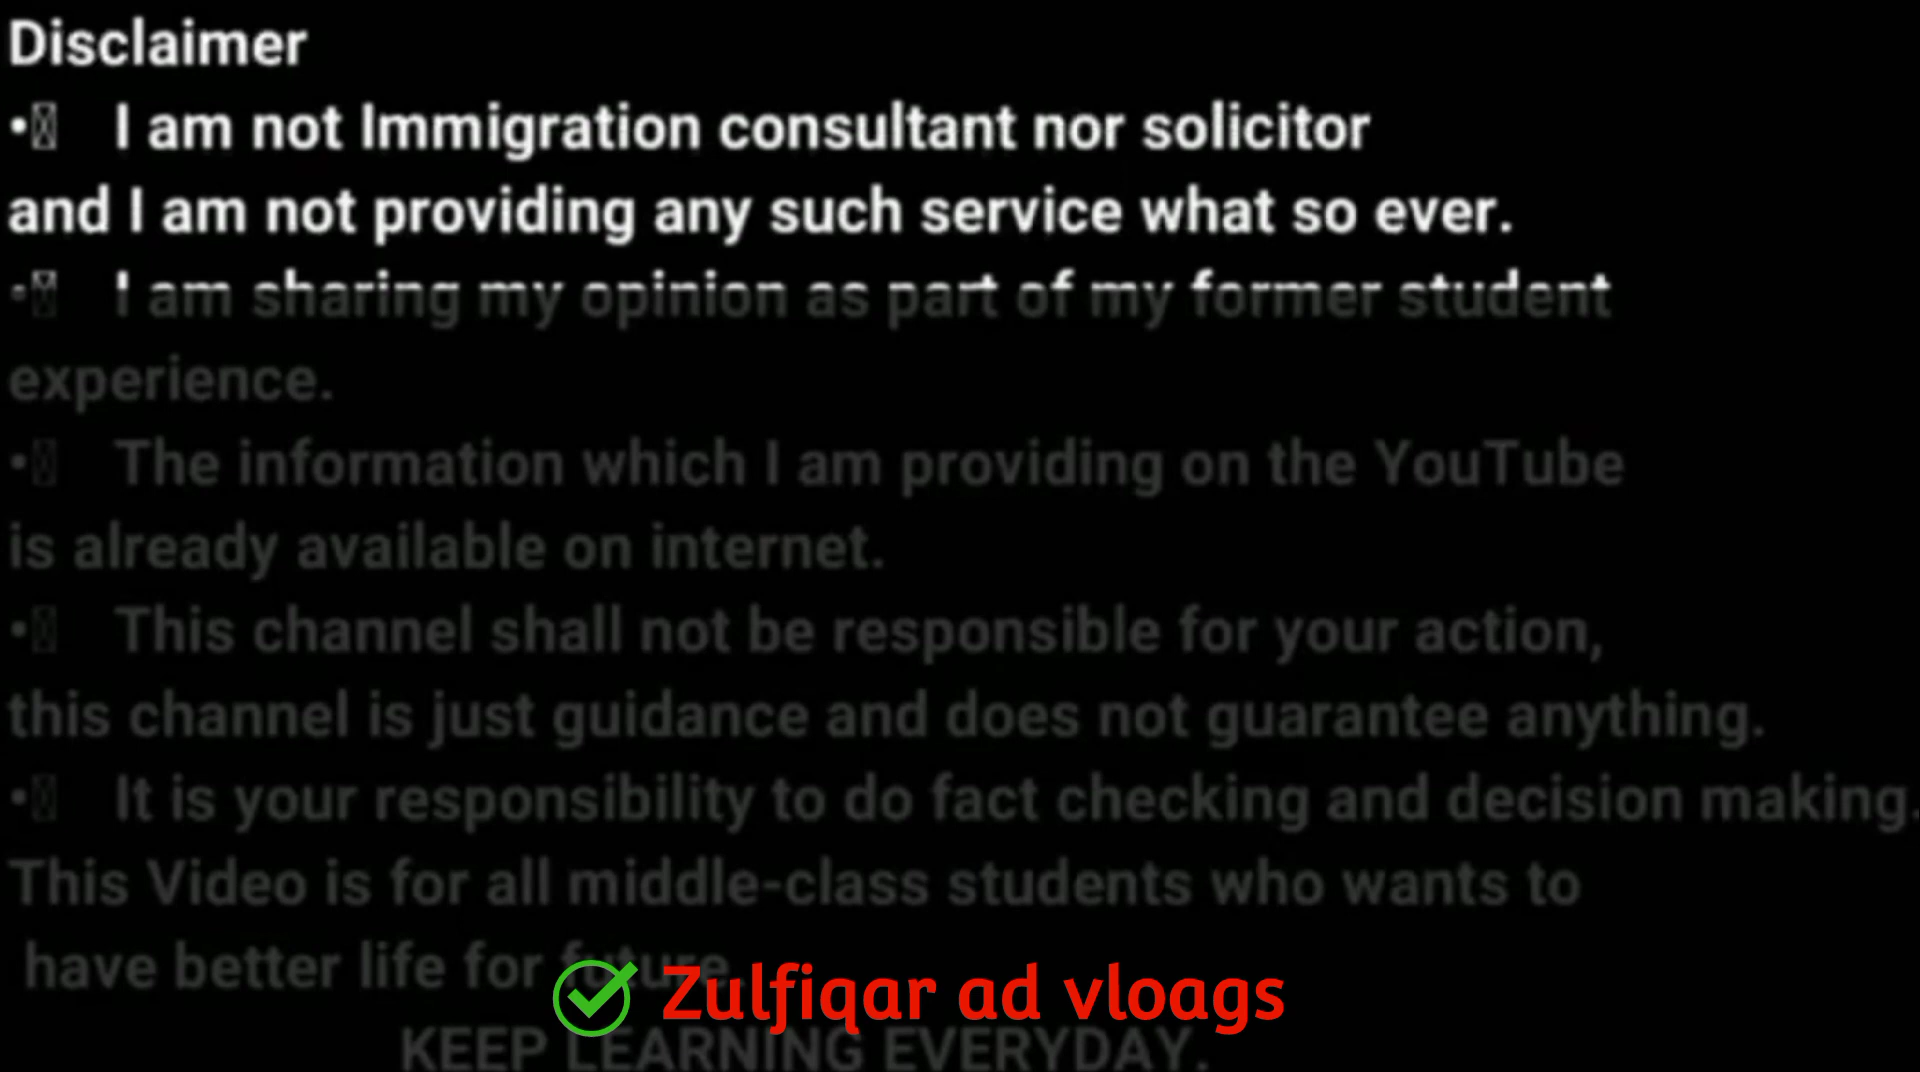 Disclaimer
• I am not Immigration consultant nor solicitor
and I am not providing any such service what so ever.
• I am sharing my opinion as part of my former student
experience.
• The information which I am providing on the YouTube
is already available on internet.
• This channel shall not be responsible for your action,
this channel is just guidance and does not guarantee anything.
• It is your responsibility to do fact checking and decision making.
This Video is for all middle-class students who wants to
have better life for future
Zulfiqar ad vloags
KEEP LEARNING EVERYDAY.